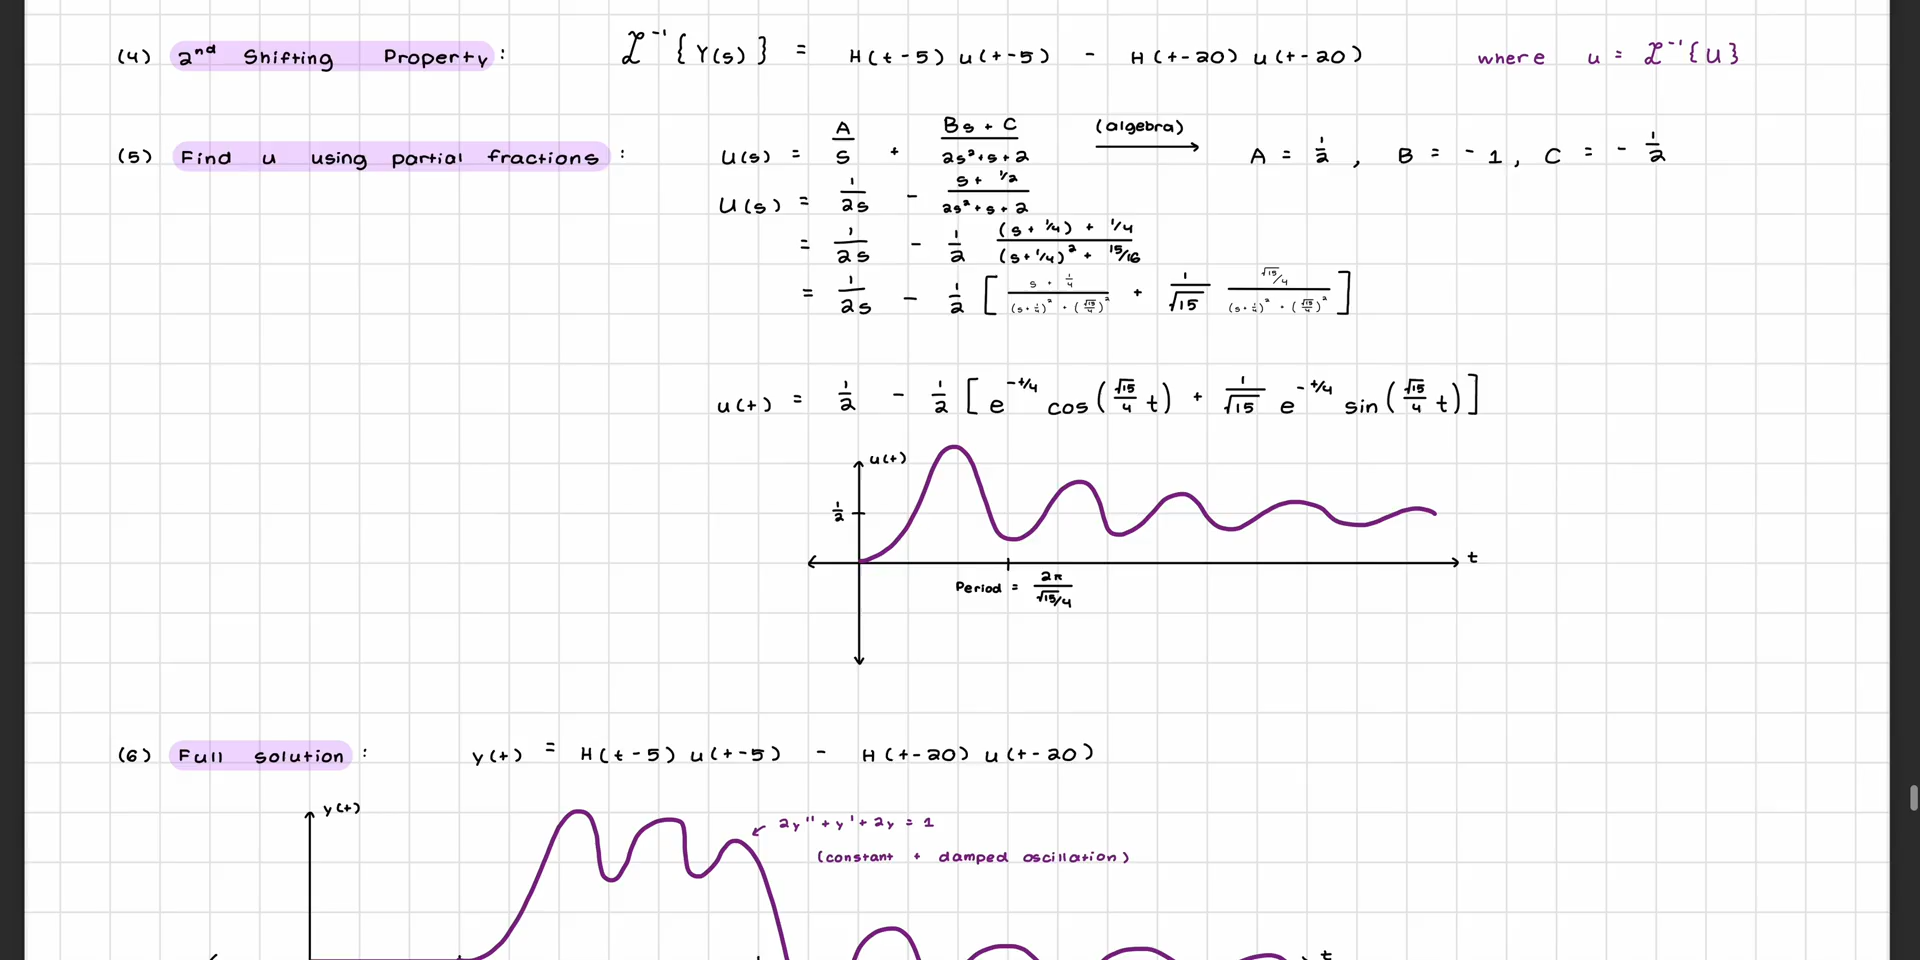 (4) 2nd Shifting Property: ℒ⁻¹{Y(s)} = H(t-5) u(t-5) - H(t-20) u(t-20) where u = ℒ⁻¹{U}
(5) Find u using partial fractions: U(s) = A/s + (Bs + C)/(2s²+s+2) (algebra) → A = 1/2, B = -1, C = -1/2
U(s) = 1/(2s) - (s + 1/2)/(2s²+s+2)
= 1/(2s) - 1/2 ((s + 1/4) + 1/4)/((s+1/4)² + 15/16)
= 1/(2s) - 1/2 [ (s + 1/4)/((s+1/4)² + (√15/4)²) + 1/√15 (√15/4)/((s+1/4)² + (√15/4)²) ]
u(t) = 1/2 - 1/2 [ e^(-t/4) cos(√15/4 t) + 1/√15 e^(-t/4) sin(√15/4 t) ]
u(t)
1/2
t
Period = 2π/(√15/4)
(6) Full solution: y(t) = H(t-5) u(t-5) - H(t-20) u(t-20)
y(t)
2y'' + y' + 2y = 1
(constant + damped oscillation)
t